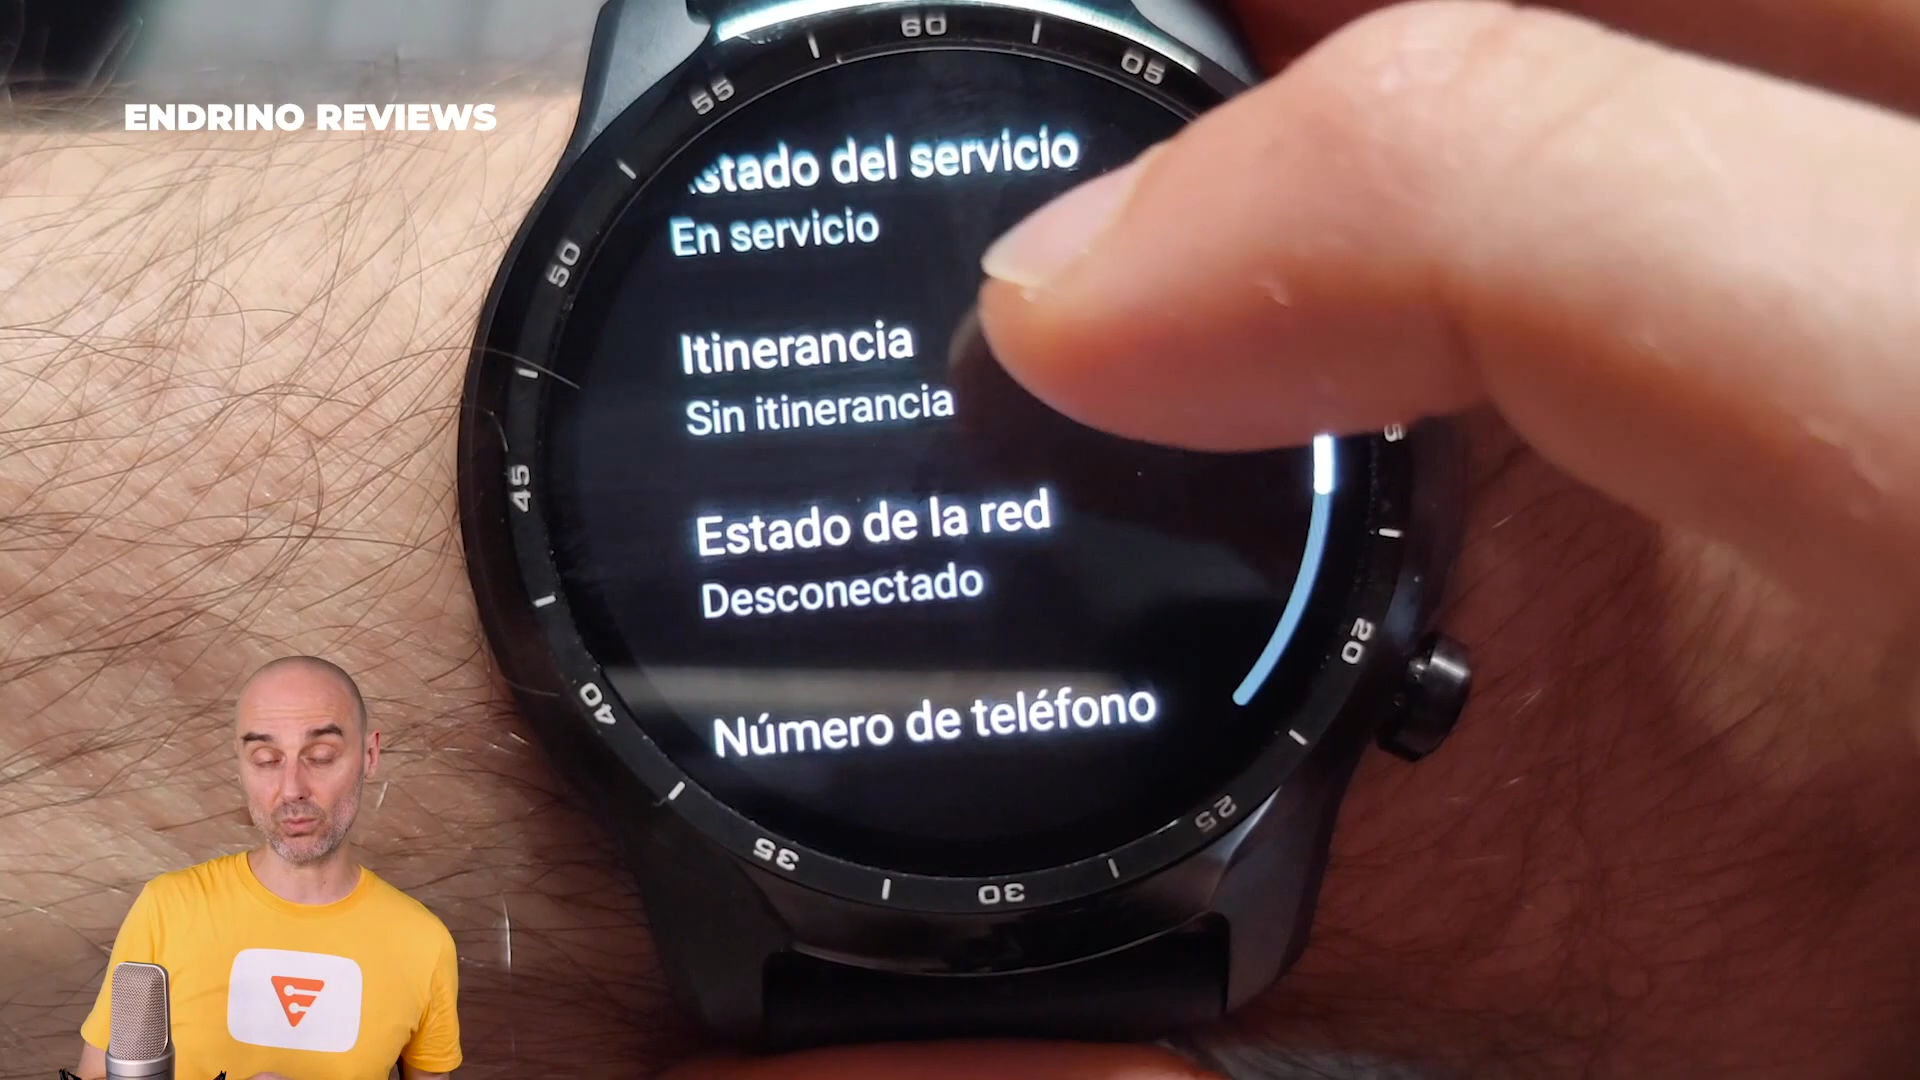 ENDRINO REVIEWS
60
05
55
stado del servicio
En servicio
50
Itinerancia
Sin itinerancia
45
Estado de la red
Desconectado
20
40
Número de teléfono
25
35
30